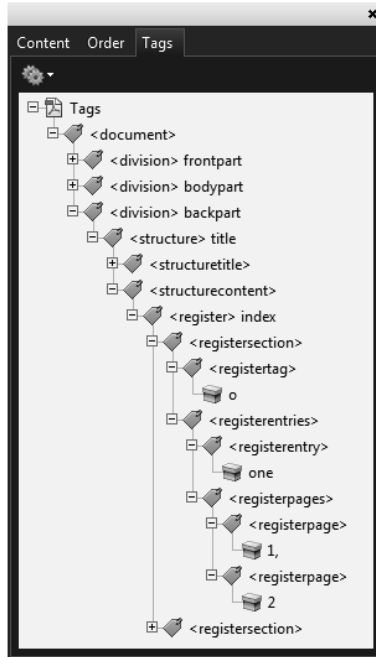 Content Order Tags
Tags
<document>
<division> frontpart
<division> bodypart
<division> backpart
<structure> title
<structuretitle>
<structurecontent>
<register> index
<registersection>
<registertag>
o
<registerentries>
<registerentry>
one
<registerpages>
<registerpage>
1,
<registerpage>
2
<registersection>